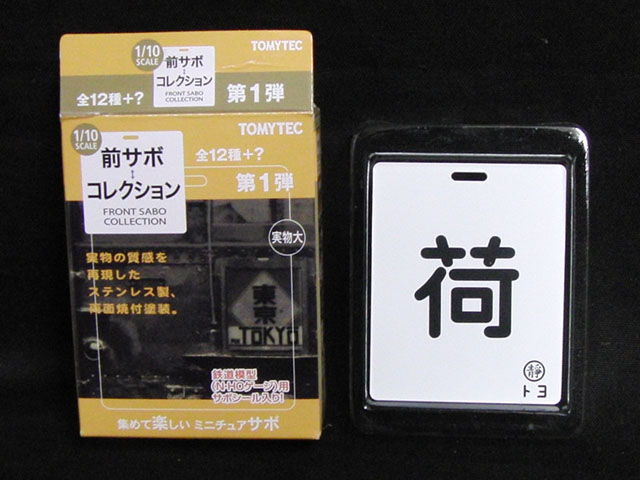 1/10
SCALE
前サボ
コレクション
FRONT SABO
COLLECTION
TOMYTEC
全12種+?
第1弾
1/10
SCALE
前サボ
コレクション
FRONT SABO
COLLECTION
TOMYTEC
全12種+?
第1弾
実物大
実物の質感を
再現した
ステンレス製、
両面焼付塗装。
東京
TOKYO
鉄道模型
(N・HOゲージ)用
サボシール入り!
集めて楽しい ミニチュアサボ
荷
静
トヨ